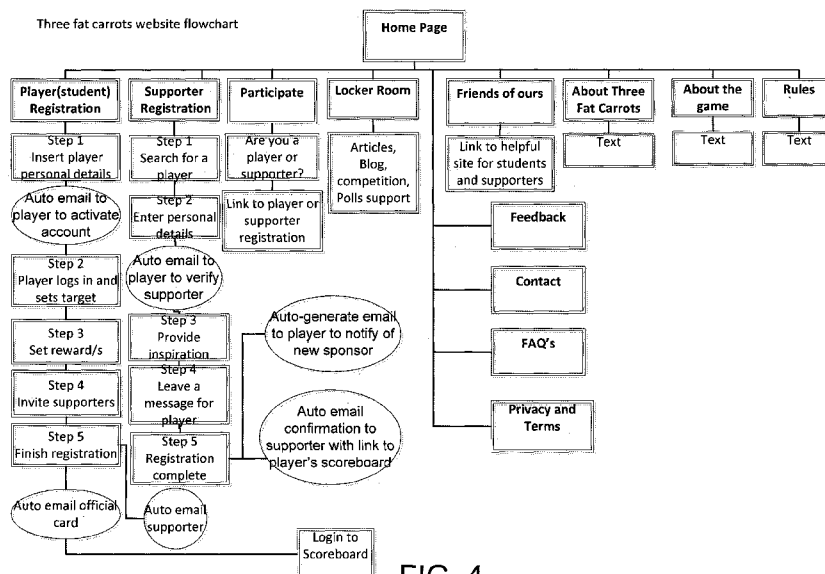 Three fat carrots website flowchart
Home Page
Player(student)
Registration
Supporter
Registration
Participate
Locker Room
Friends of ours
About Three
Fat Carrots
About the
game
Rules
Step 1
Insert player
personal details
Auto email to
player to activate
account
Step 2
Player logs in and
sets target
Step 3
Set reward/s
Step 4
Invite supporters
Step 5
Finish registration
Auto email official
card
Step 1
Search for a
player
Step 2
Enter personal
details
Auto email to
player to verify
supporter
Step 3
Provide
inspiration
Step 4
Leave a
message for
player
Step 5
Registration
complete
Auto email
supporter
Are you a
player or
supporter?
Link to player or
supporter
registration
Articles,
Blog,
competition,
Polls support
Link to helpful
site for students
and supporters
Text
Text
Text
Auto-generate email
to player to notify of
new sponsor
Auto email
confirmation to
supporter with link to
player's scoreboard
Login to
Scoreboard
Feedback
Contact
FAQ's
Privacy and
Terms
FIG. 4